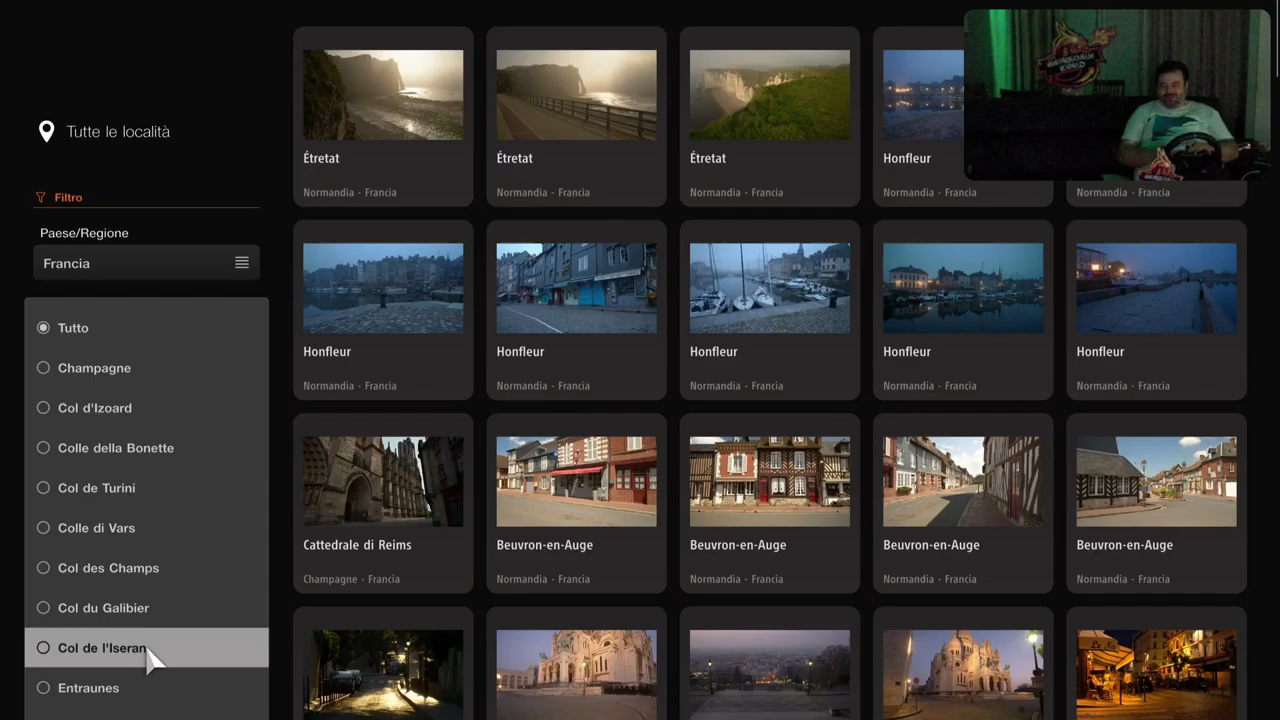 Tutte le località
Filtro
Paese/Regione
Francia
Tutto
Champagne
Col d'Izoard
Colle della Bonette
Col de Turini
Colle di Vars
Col des Champs
Col du Galibier
Col de l'Iseran
Entraunes
Étretat
Normandia - Francia
Étretat
Normandia - Francia
Étretat
Normandia - Francia
Honfleur
Normandia - Francia
Normandia - Francia
Honfleur
Normandia - Francia
Honfleur
Normandia - Francia
Honfleur
Normandia - Francia
Honfleur
Normandia - Francia
Honfleur
Normandia - Francia
Cattedrale di Reims
Champagne - Francia
Beuvron-en-Auge
Normandia - Francia
Beuvron-en-Auge
Normandia - Francia
Beuvron-en-Auge
Normandia - Francia
Beuvron-en-Auge
Normandia - Francia